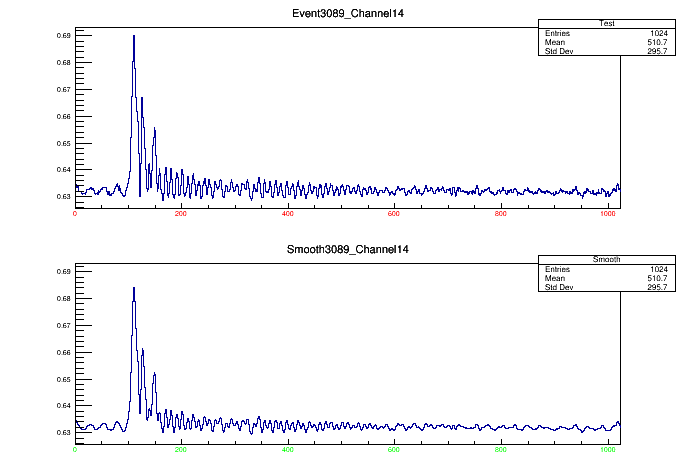 Event3089_Channel14
Test
Entries 1024
Mean 510.7
Std Dev 295.7
0.69
0.68
0.67
0.66
0.65
0.64
0.63
0 200 400 600 800 1000
Smooth3089_Channel14
Smooth
Entries 1024
Mean 510.7
Std Dev 295.7
0.69
0.68
0.67
0.66
0.65
0.64
0.63
0 200 400 600 800 1000